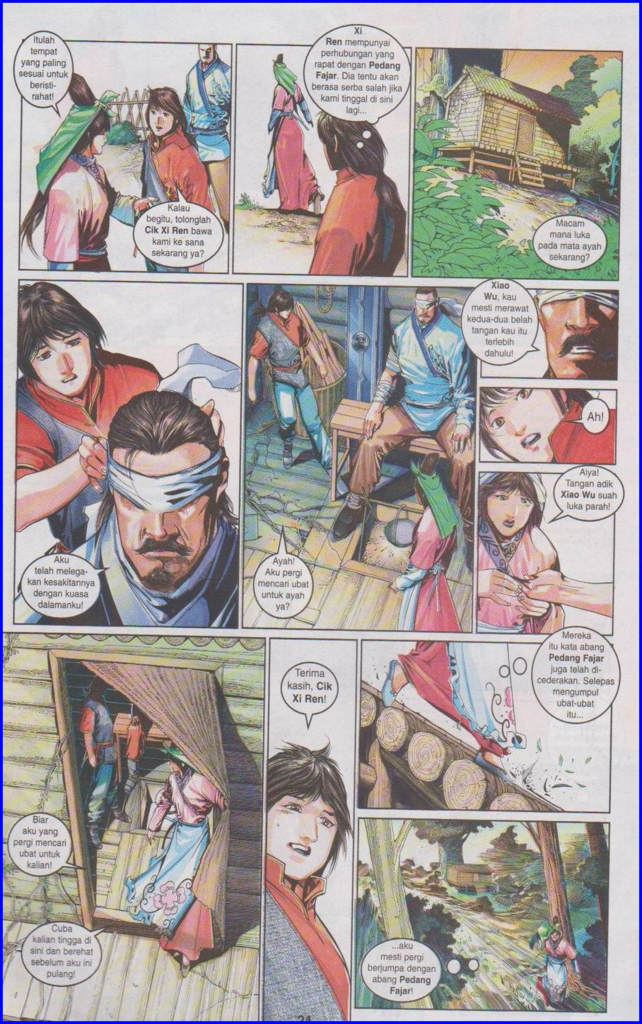 Itulah
tempat
yang paling
sesuai untuk
beristi-
rahat!
Kalau
begitu, tolonglah
Cik Xi Ren bawa
kami ke sana
sekarang ya?
Xi
Ren mempunyai
perhubungan yang
rapat dengan Pedang
Fajar. Dia tentu akan
berasa serba salah jika
kami tinggal di sini
lagi...
Macam
mana luka
pada mata ayah
sekarang?
Aku
telah melega-
kan kesakitannya
dengan kuasa
dalamanku!
Ayah!
Aku pergi
mencari ubat
untuk ayah
ya?
Xiao
Wu, kau
mesti merawat
kedua-dua belah
tangan kau itu
terlebih
dahulu!
Ah!
Aiya!
Tangan adik
Xiao Wu suah
luka parah!
Biar
aku yang
pergi mencari
ubat untuk
kalian!
Cuba
kalian tingga di
sini dan berehat
sebelum aku ini
pulang!
Terima
kasih, Cik
Xi Ren!
Mereka
itu kata abang
Pedang Fajar
juga telah di-
cederakan. Selepas
mengumpul
ubat-ubat
itu...
...aku
mesti pergi
berjumpa dengan
abang Pedang
Fajar!
24